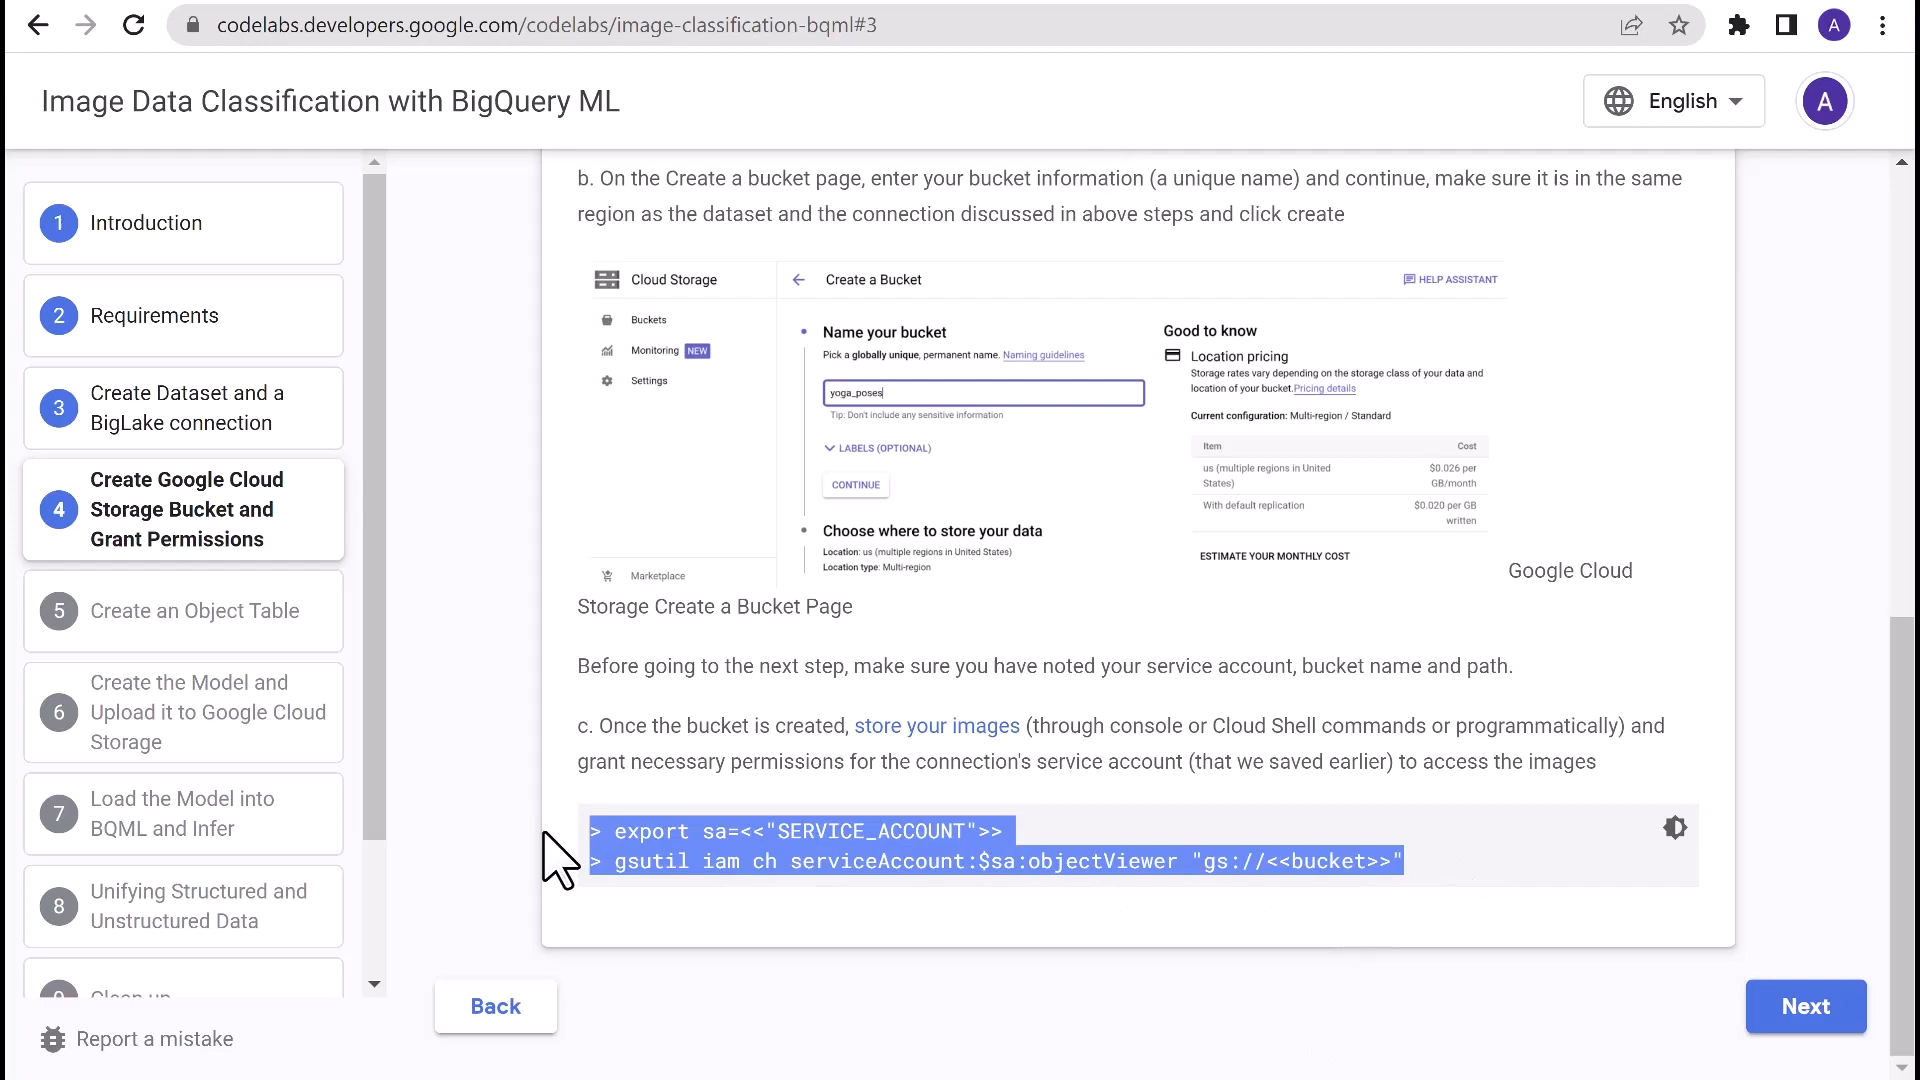 codelabs.developers.google.com/codelabs/image-classification-bqml#3
A
Image Data Classification with BigQuery ML
English
A
1 Introduction
2 Requirements
3 Create Dataset and a
BigLake connection
4 Create Google Cloud
Storage Bucket and
Grant Permissions
5 Create an Object Table
6 Create the Model and
Upload it to Google Cloud
Storage
7 Load the Model into
BQML and Infer
8 Unifying Structured and
Unstructured Data
9 Clean up
Report a mistake
b. On the Create a bucket page, enter your bucket information (a unique name) and continue, make sure it is in the same
region as the dataset and the connection discussed in above steps and click create
Cloud Storage
Buckets
Monitoring NEW
Settings
Marketplace
Create a Bucket
HELP ASSISTANT
Name your bucket
Pick a globally unique, permanent name. Naming guidelines
yoga_poses
Tip: Don't include any sensitive information
LABELS (OPTIONAL)
CONTINUE
Choose where to store your data
Location: us (multiple regions in United States)
Location type: Multi-region
Good to know
Location pricing
Storage rates vary depending on the storage class of your data and
location of your bucket.Pricing details
Current configuration: Multi-region / Standard
Item Cost
us (multiple regions in United $0.026 per
States) GB/month
With default replication $0.020 per GB
written
ESTIMATE YOUR MONTHLY COST
Google Cloud
Storage Create a Bucket Page
Before going to the next step, make sure you have noted your service account, bucket name and path.
c. Once the bucket is created, store your images (through console or Cloud Shell commands or programmatically) and
grant necessary permissions for the connection's service account (that we saved earlier) to access the images
> export sa=<<"SERVICE_ACCOUNT">>
> gsutil iam ch serviceAccount:$sa:objectViewer "gs://<<bucket>>"
Back
Next